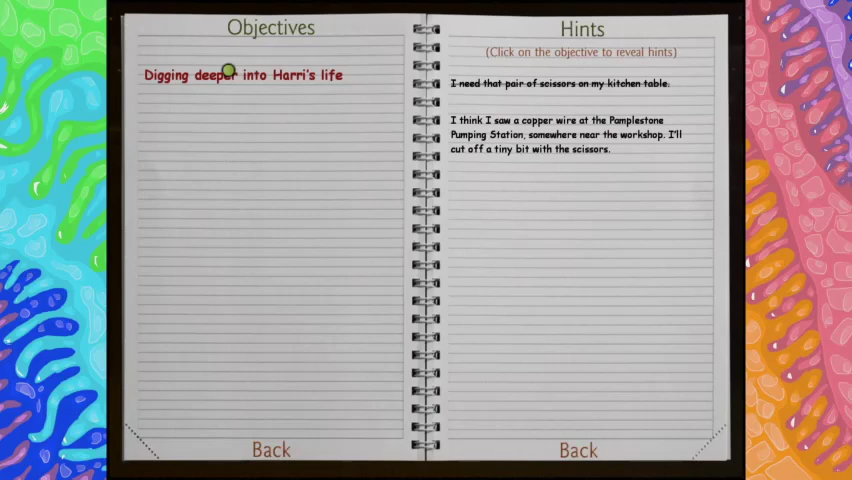 Objectives
Digging deeper into Harri's life
Back
Hints
(Click on the objective to reveal hints)
I need that pair of scissors on my kitchen table.
I think I saw a copper wire at the Pamplestone
Pumping Station, somewhere near the workshop. I'll
cut off a tiny bit with the scissors.
Back